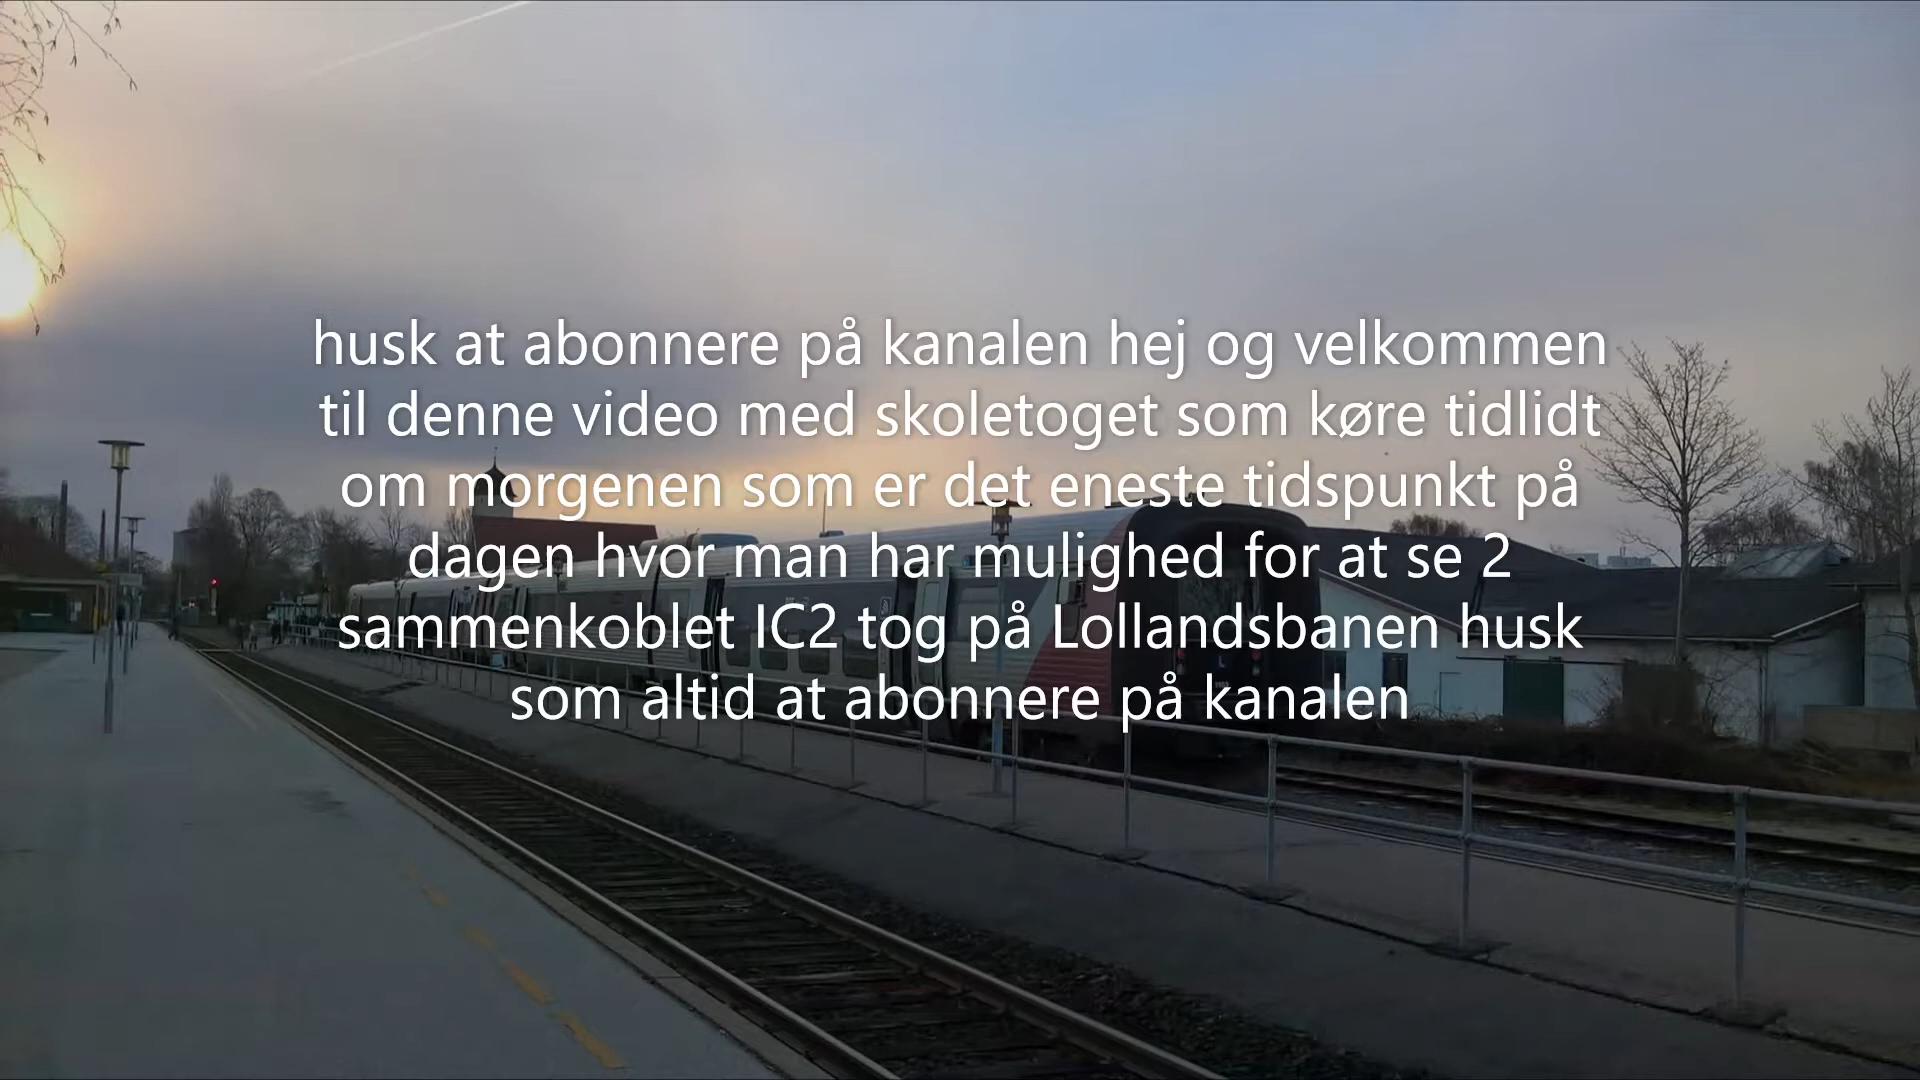 husk at abonnere på kanalen hej og velkommen
til denne video med skoletoget som køre tidlidt
om morgenen som er det eneste tidspunkt på
dagen hvor man har mulighed for at se 2
sammenkoblet IC2 tog på Lollandsbanen husk
som altid at abonnere på kanalen